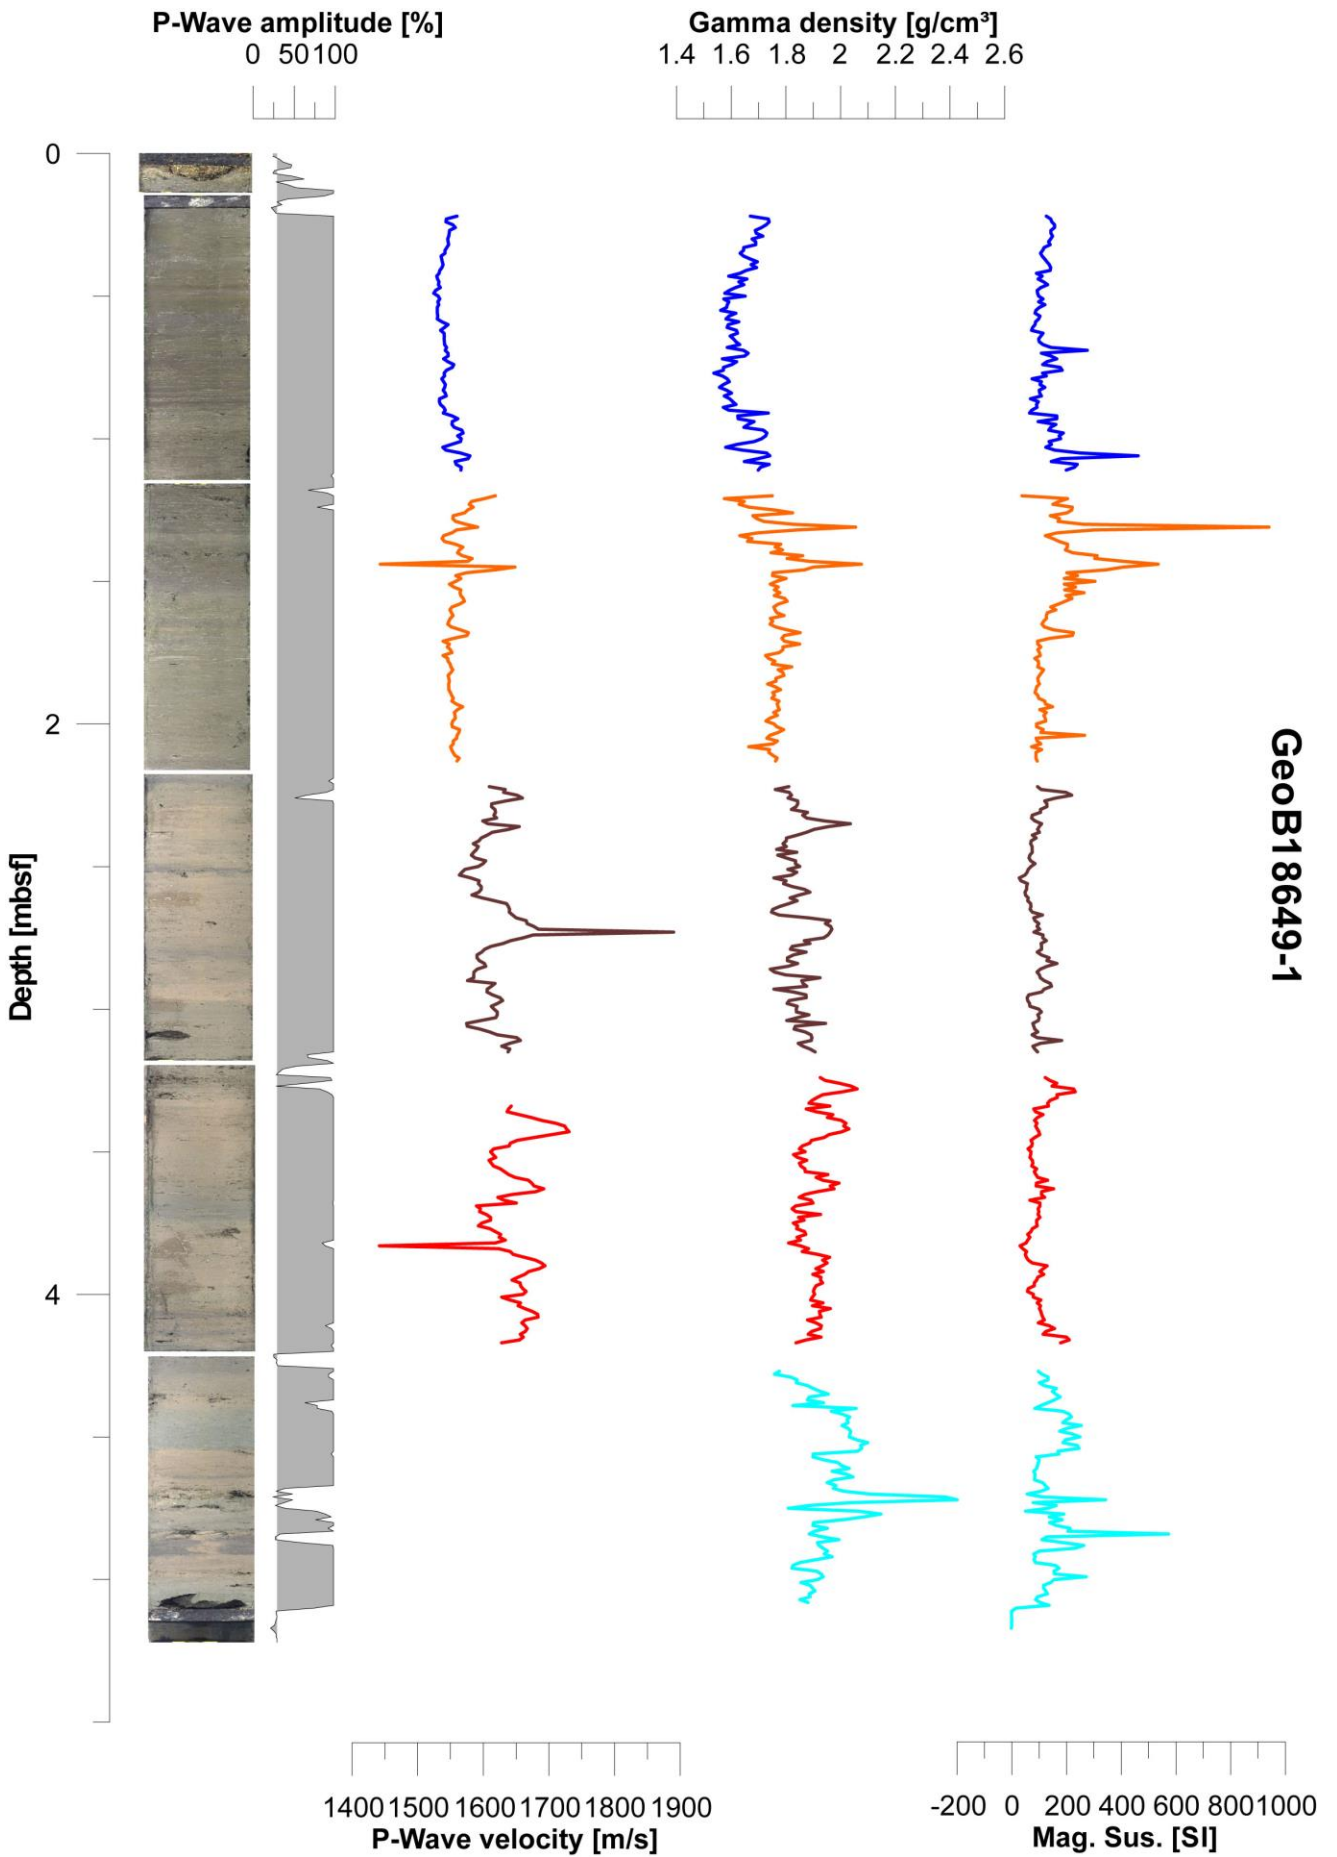 P-Wave amplitude [%]
0 50 100
Gamma density [g/cm³]
1.4 1.6 1.8 2 2.2 2.4 2.6
0
2
4
Depth [mbsf]
GeoB18649-1
1400 1500 1600 1700 1800 1900
P-Wave velocity [m/s]
-200 0 200 400 600 800 1000
Mag. Sus. [SI]